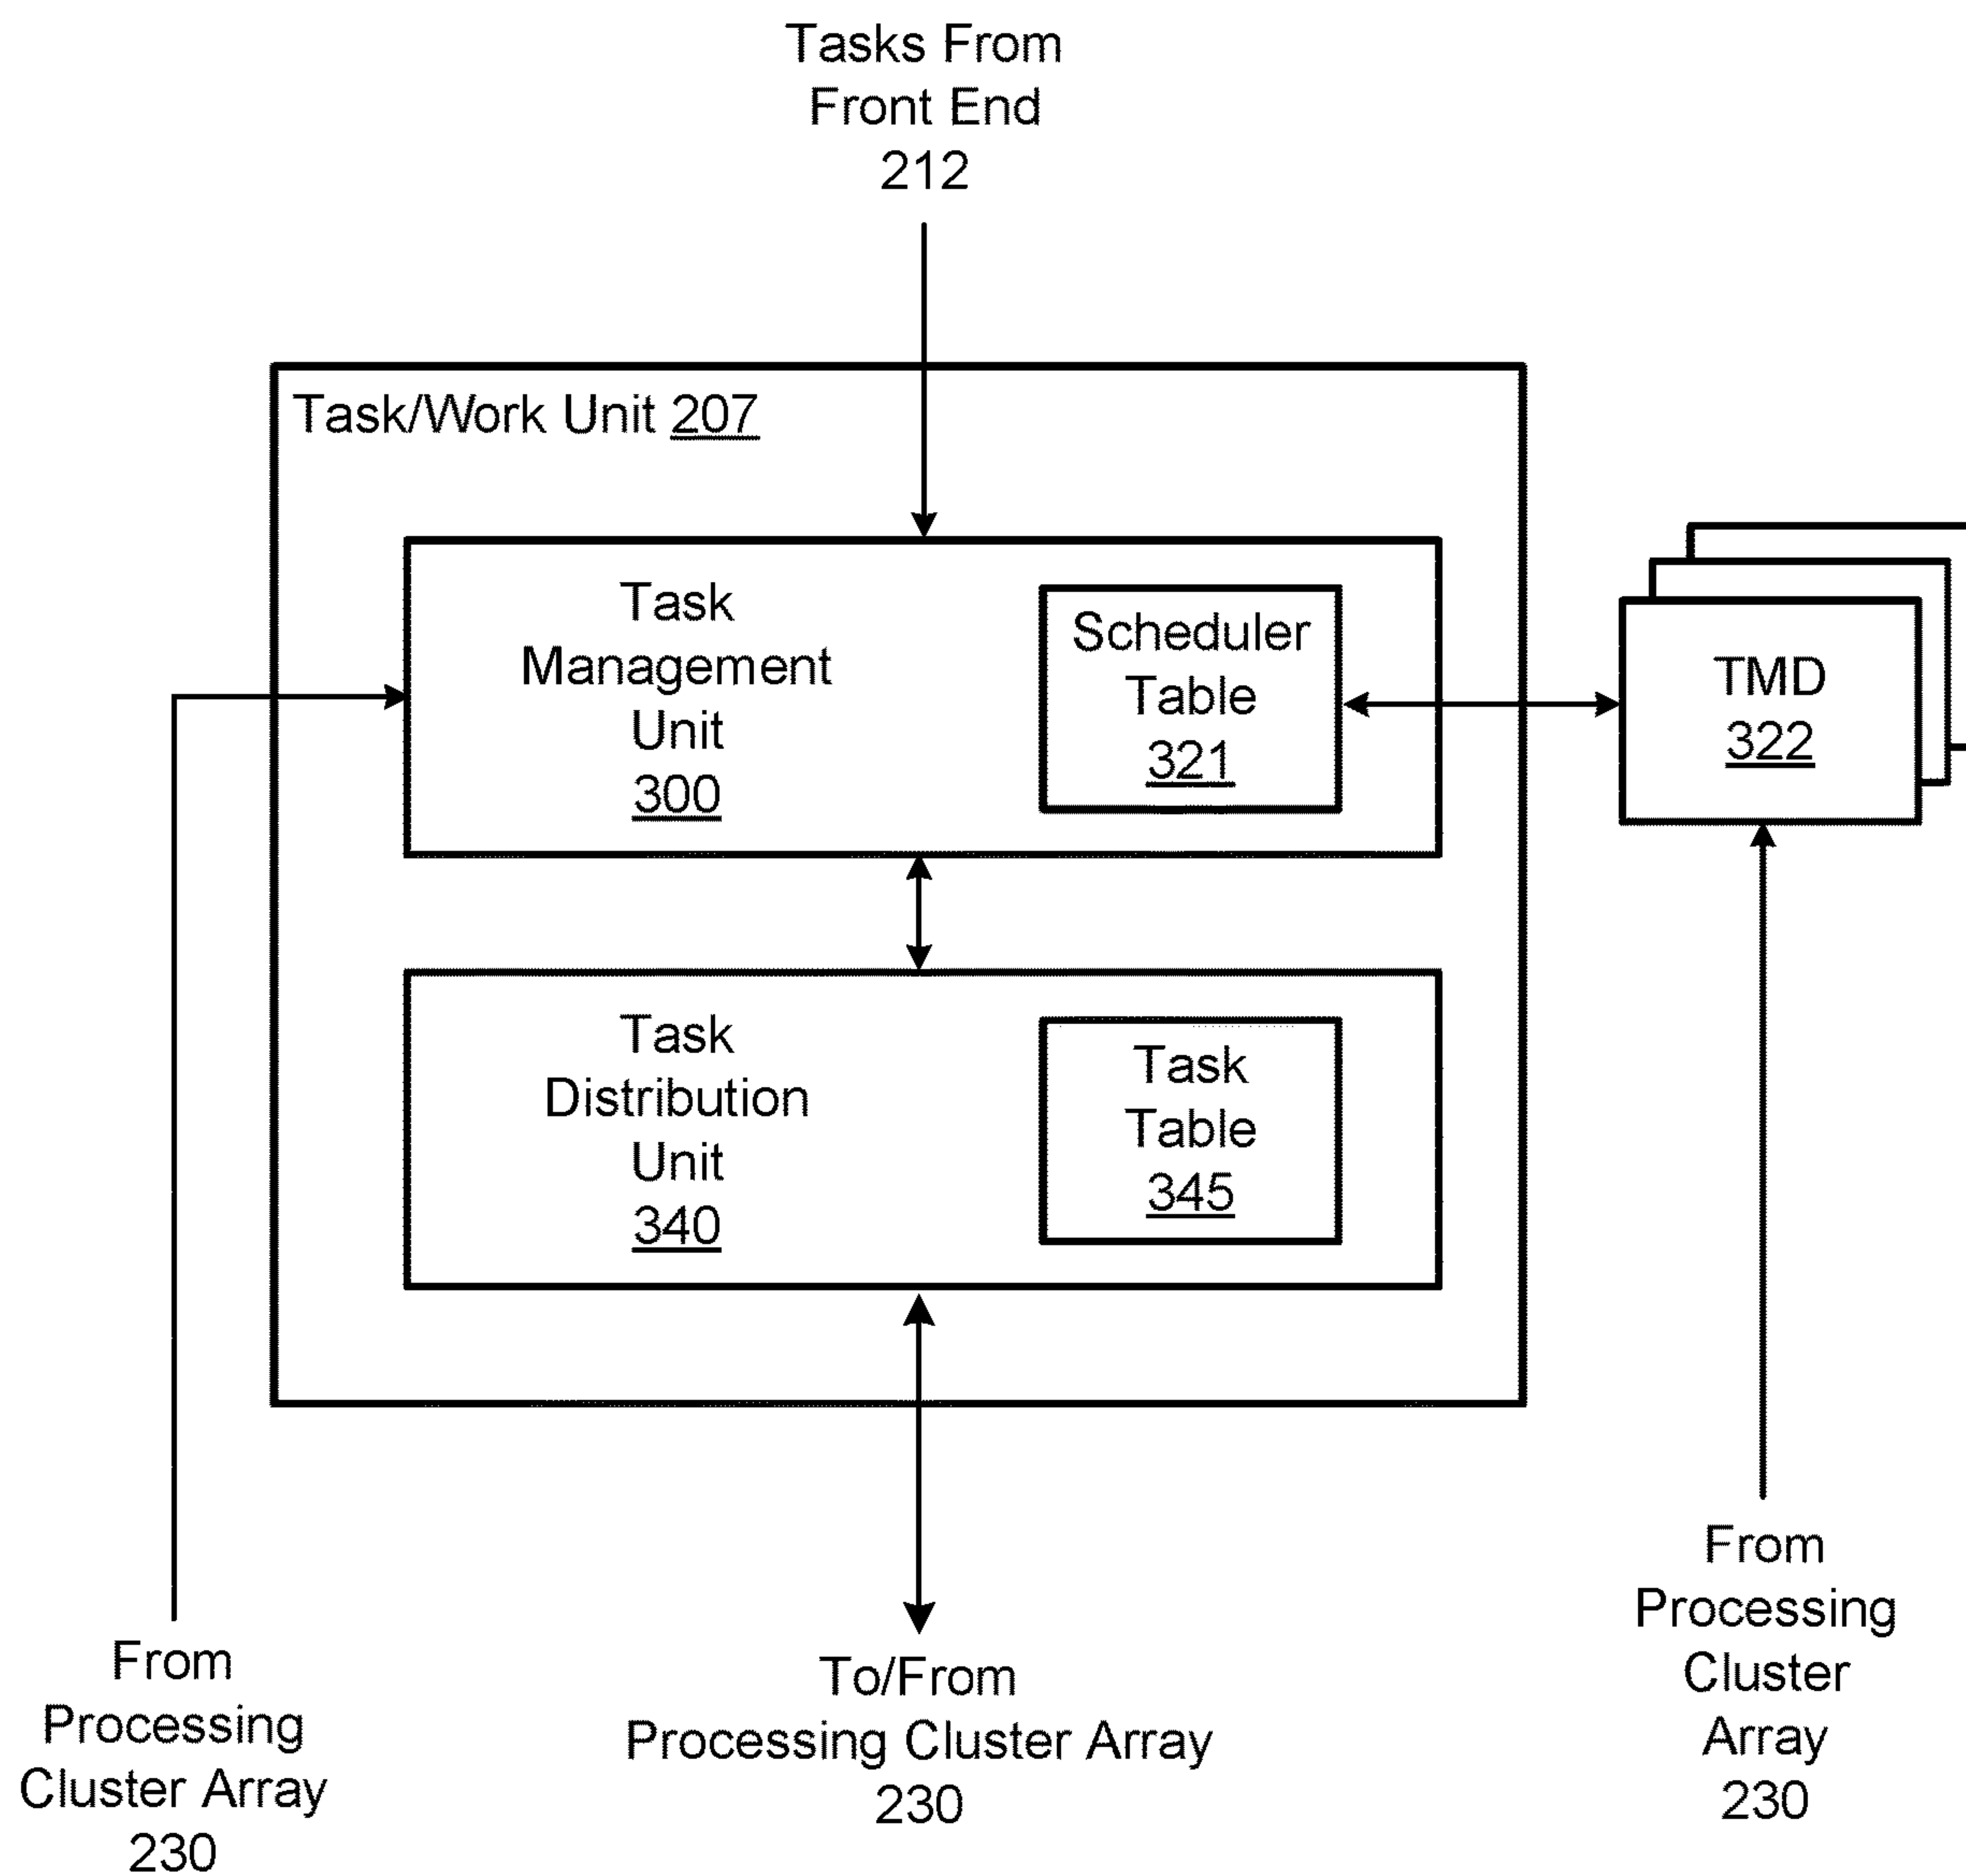 Tasks From
Front End
212
Task/Work Unit 207
Task
Management
Unit
300
Scheduler
Table
321
TMD
322
Task
Distribution
Unit
340
Task
Table
345
From
Processing
Cluster Array
230
To/From
Processing Cluster Array
230
From
Processing
Cluster
Array
230